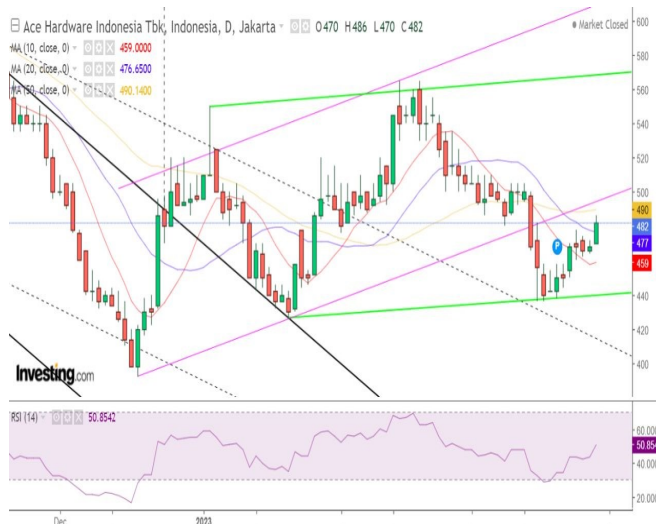 Ace Hardware Indonesia Tbk, Indonesia, D, Jakarta O470 H486 L470 C482
Market Closed
MA (10, close, 0) 459.0000
MA (20, close, 0) 476.6500
MA (50, close, 0) 490.1400
600
580
560
540
520
500
490
482
477
459
440
420
400
P
Investing.com
RSI (14) 50.8542
60.000
50.854
40.000
20.000
Dec
2023